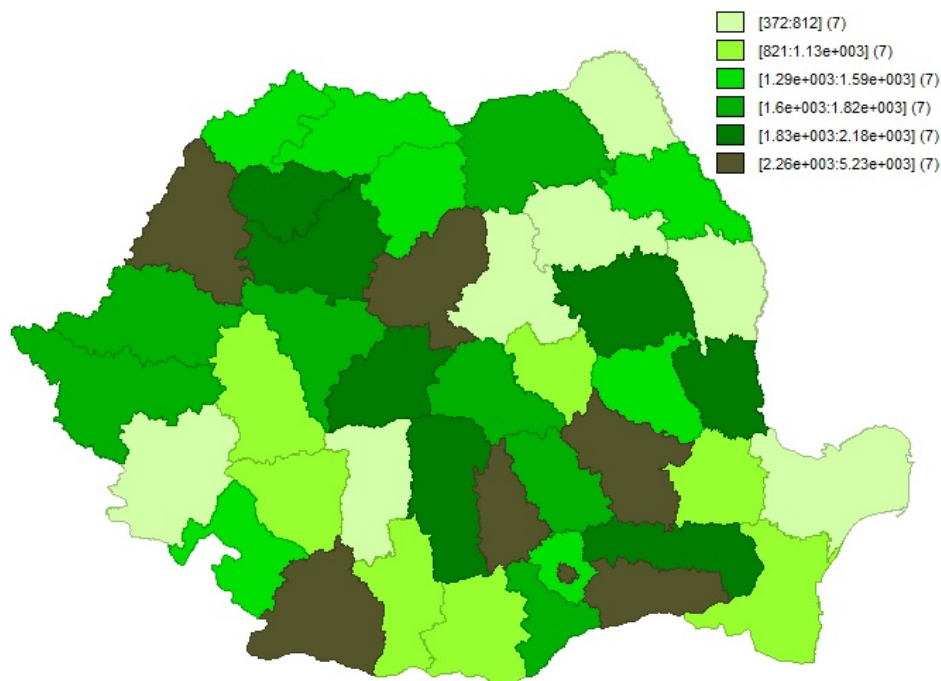 [372:812] (7)
[821:1.13e+003] (7)
[1.29e+003:1.59e+003] (7)
[1.6e+003:1.82e+003] (7)
[1.83e+003:2.18e+003] (7)
[2.26e+003:5.23e+003] (7)